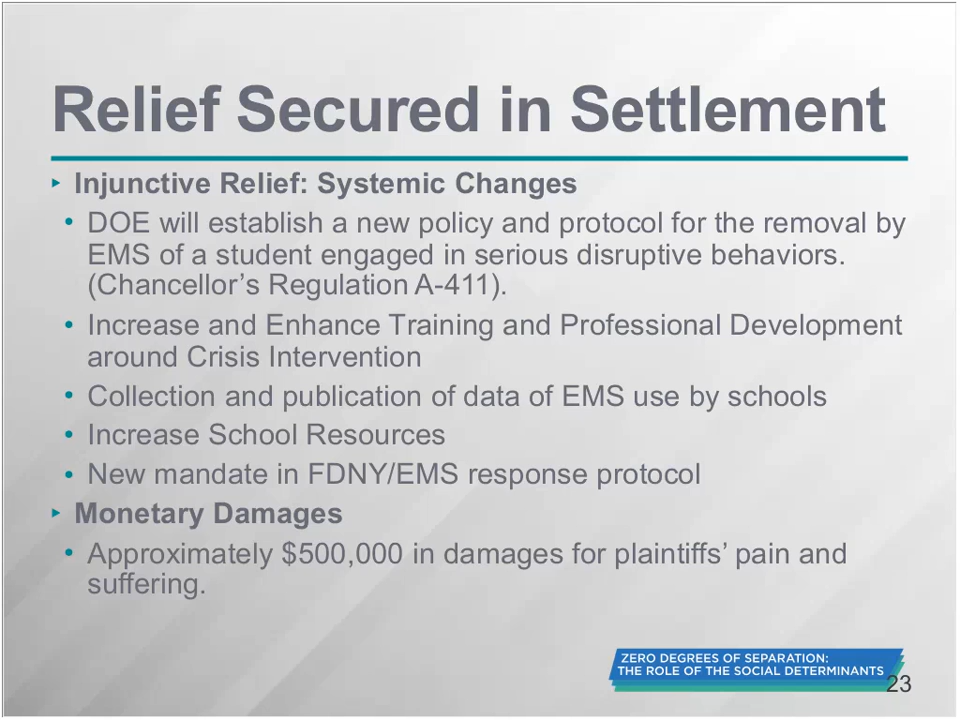 Relief Secured in Settlement
‣ Injunctive Relief: Systemic Changes
• DOE will establish a new policy and protocol for the removal by
EMS of a student engaged in serious disruptive behaviors.
(Chancellor’s Regulation A-411).
• Increase and Enhance Training and Professional Development
around Crisis Intervention
• Collection and publication of data of EMS use by schools
• Increase School Resources
• New mandate in FDNY/EMS response protocol
‣ Monetary Damages
• Approximately $500,000 in damages for plaintiffs’ pain and
suffering.
ZERO DEGREES OF SEPARATION:
THE ROLE OF THE SOCIAL DETERMINANTS
23